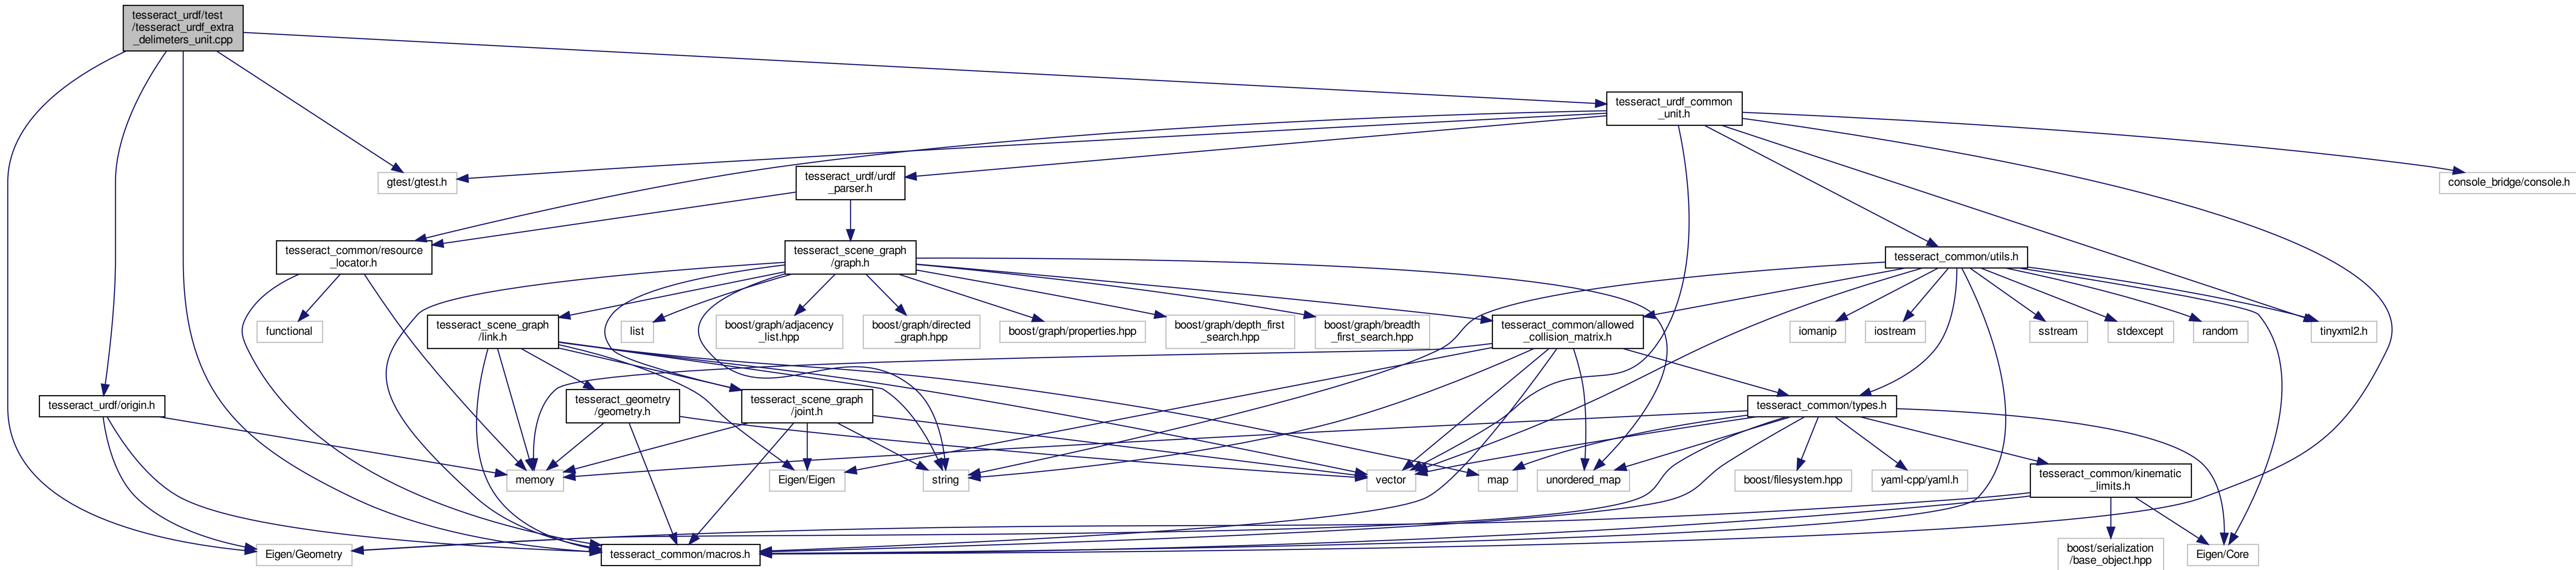 tesseract_urdf/test
/tesseract_urdf_extra
_delimeters_unit.cpp
tesseract_urdf_common
_unit.h
gtest/gtest.h
tesseract_urdf/urdf
_parser.h
console_bridge/console.h
tesseract_common/resource
_locator.h
tesseract_scene_graph
/graph.h
tesseract_common/utils.h
functional
tesseract_scene_graph
/link.h
list
boost/graph/adjacency
_list.hpp
boost/graph/directed
_graph.hpp
boost/graph/properties.hpp
boost/graph/depth_first
_search.hpp
boost/graph/breadth
_first_search.hpp
tesseract_common/allowed
_collision_matrix.h
iomanip
iostream
sstream
stdexcept
random
tinyxml2.h
tesseract_urdf/origin.h
tesseract_geometry
/geometry.h
tesseract_scene_graph
/joint.h
tesseract_common/types.h
memory
Eigen/Eigen
string
vector
map
unordered_map
boost/filesystem.hpp
yaml-cpp/yaml.h
tesseract_common/kinematic
_limits.h
Eigen/Geometry
tesseract_common/macros.h
boost/serialization
/base_object.hpp
Eigen/Core